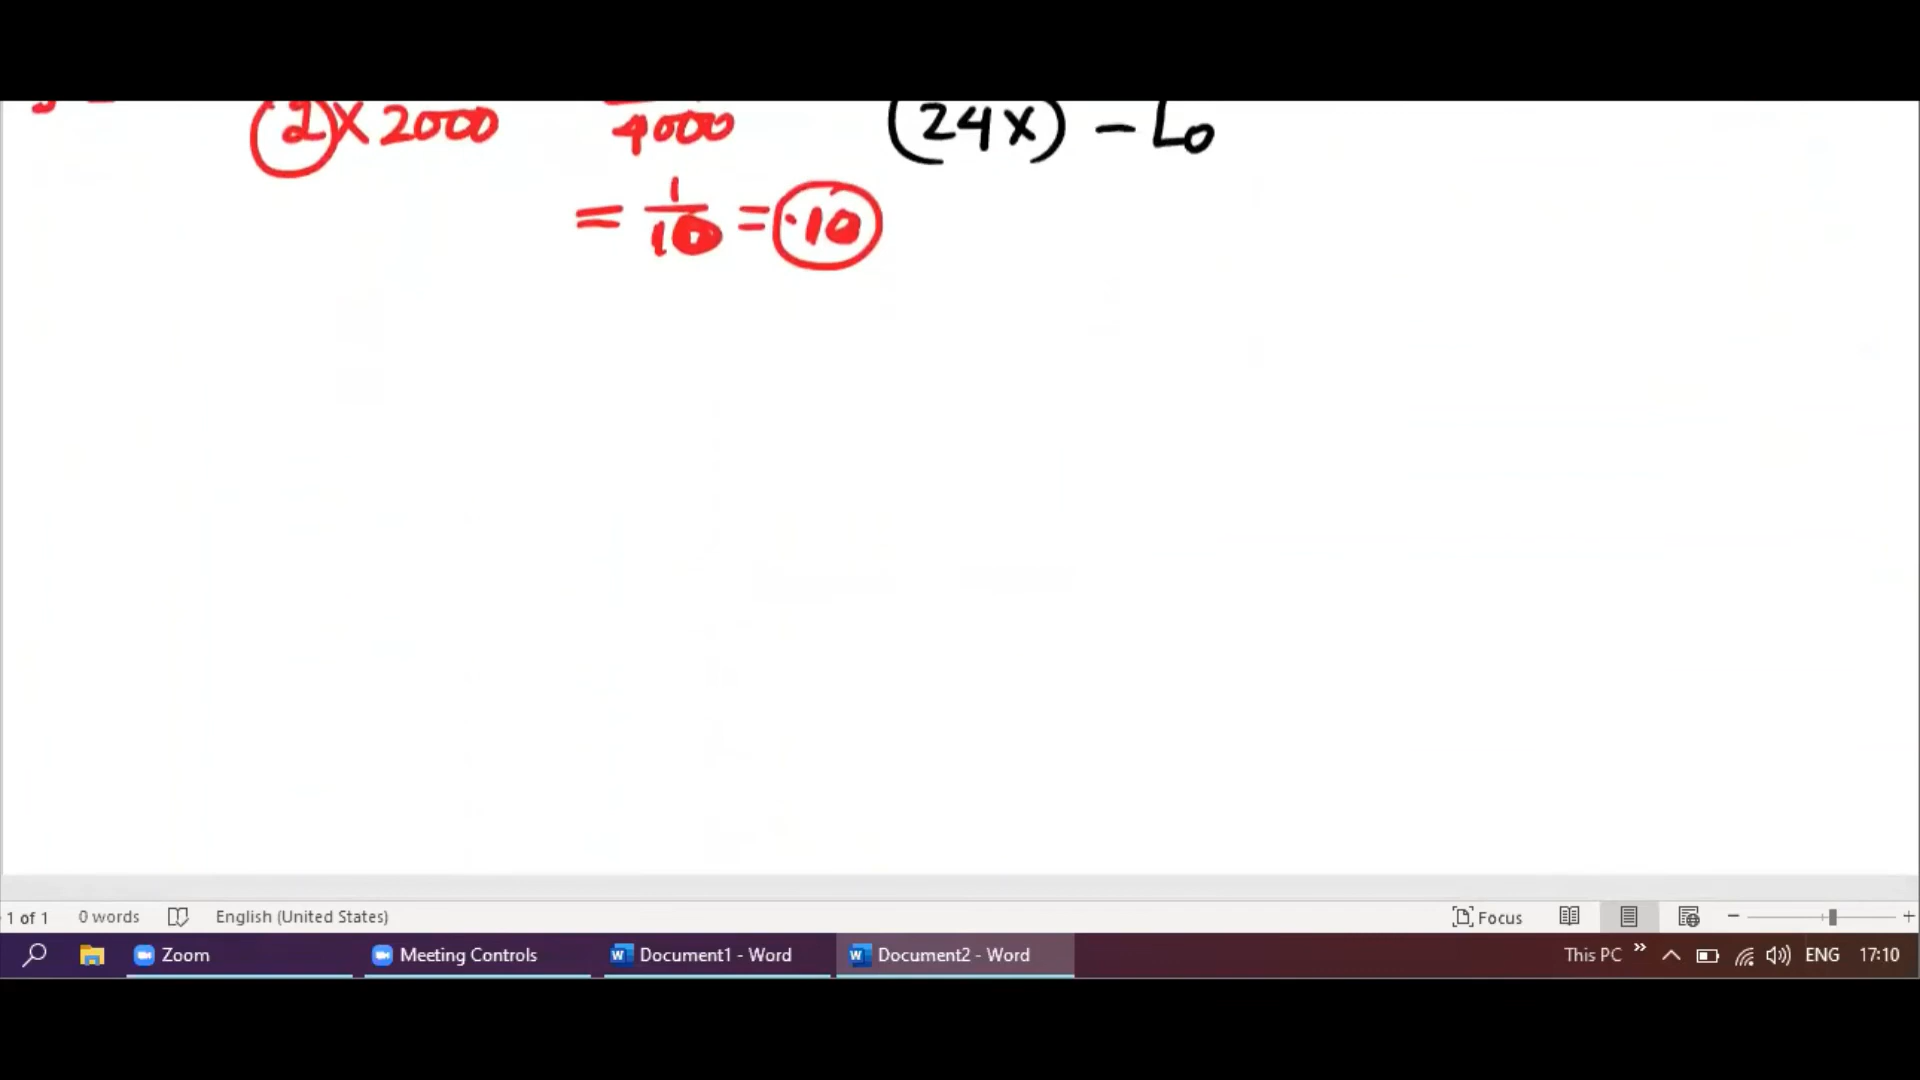 (2) X 2000 4000 (24X) - Lo
= 1/10 = .10
1 of 1 0 words English (United States) Focus
Zoom Meeting Controls Document1 - Word Document2 - Word This PC » ENG 17:10